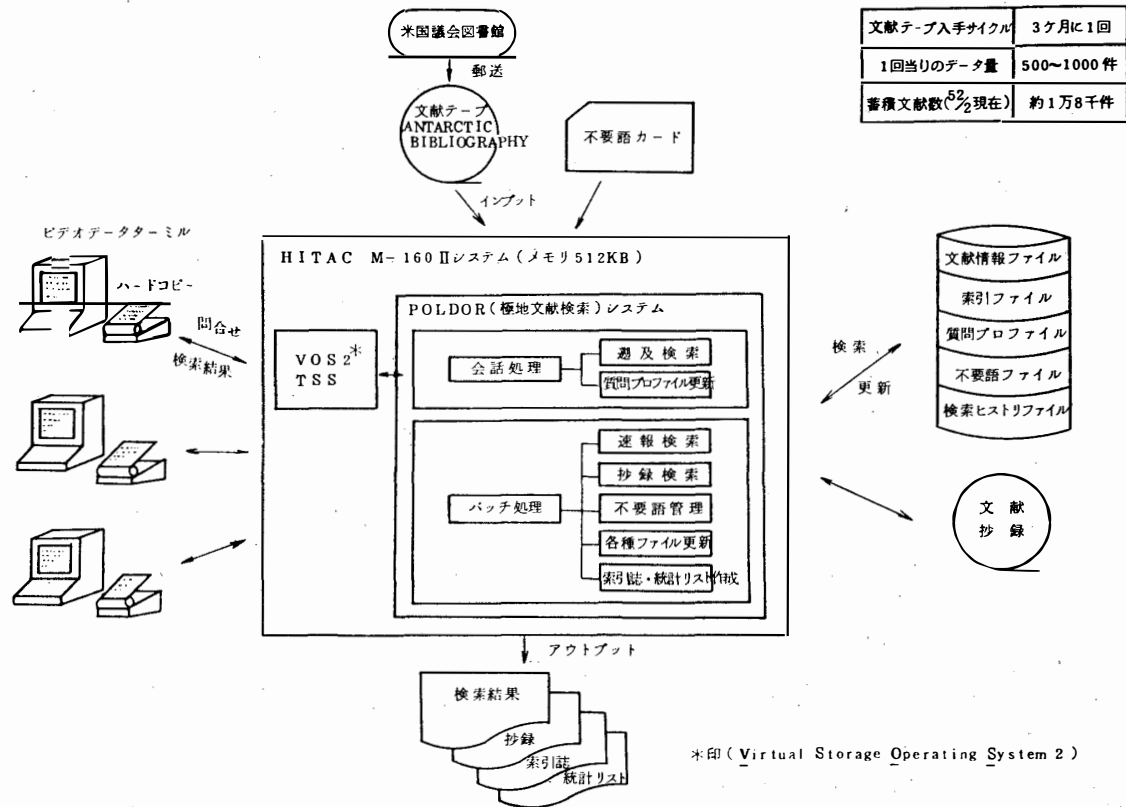 米国議会図書館
郵送
文献テープ
ANTARCTIC
BIBLIOGRAPHY
不要語カード
インプット
文献テープ入手サイクル 3ケ月に1回
1回当りのデータ量 500~1000件
蓄積文献数(52/2現在) 約1万8千件
ビデオデータターミル
ハードコピー
問合せ
検索結果
HITAC M-160Ⅱシステム(メモリ512KB)
VOS2*
TSS
POLDOR(極地文献検索)システム
会話処理
遡及検索
質問プロファイル更新
バッチ処理
速報検索
抄録検索
不要語管理
各種ファイル更新
索引誌・統計リスト作成
検索
更新
文献情報ファイル
索引ファイル
質問プロファイル
不要語ファイル
検索ヒストリファイル
文献
抄録
アウトプット
検索結果
抄録
索引誌
統計リスト
*印(Virtual Storage Operating System 2)